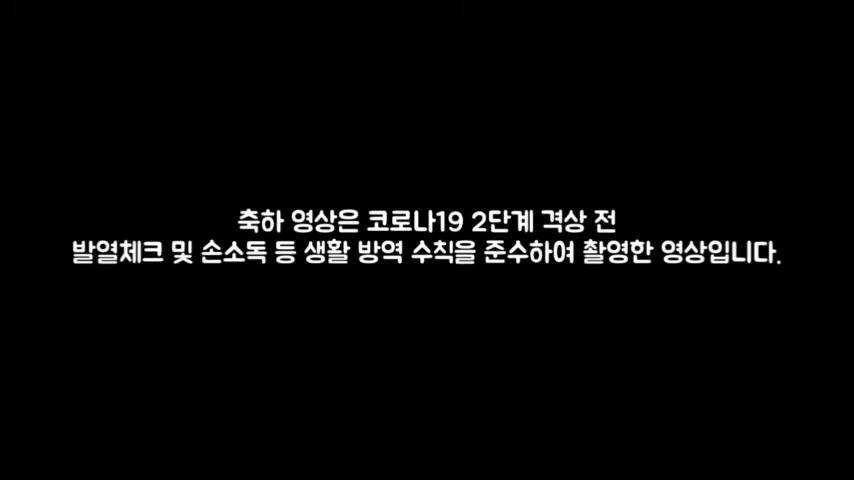 축하 영상은 코로나19 2단계 격상 전
발열체크 및 손소독 등 생활 방역 수칙을 준수하여 촬영한 영상입니다.